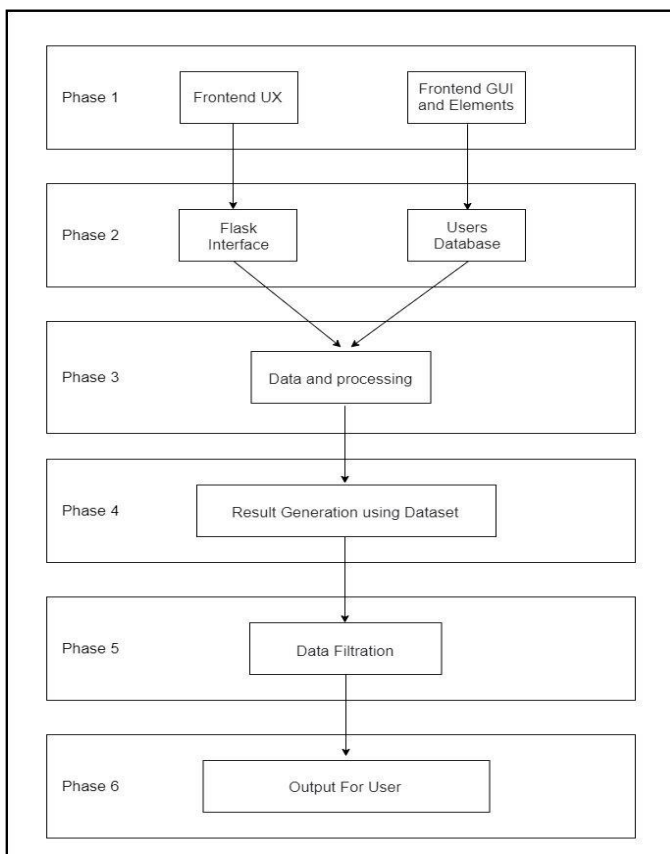 Phase 1
Frontend UX
Frontend GUI
and Elements
Phase 2
Flask
Interface
Users
Database
Phase 3
Data and processing
Phase 4
Result Generation using Dataset
Phase 5
Data Filtration
Phase 6
Output For User